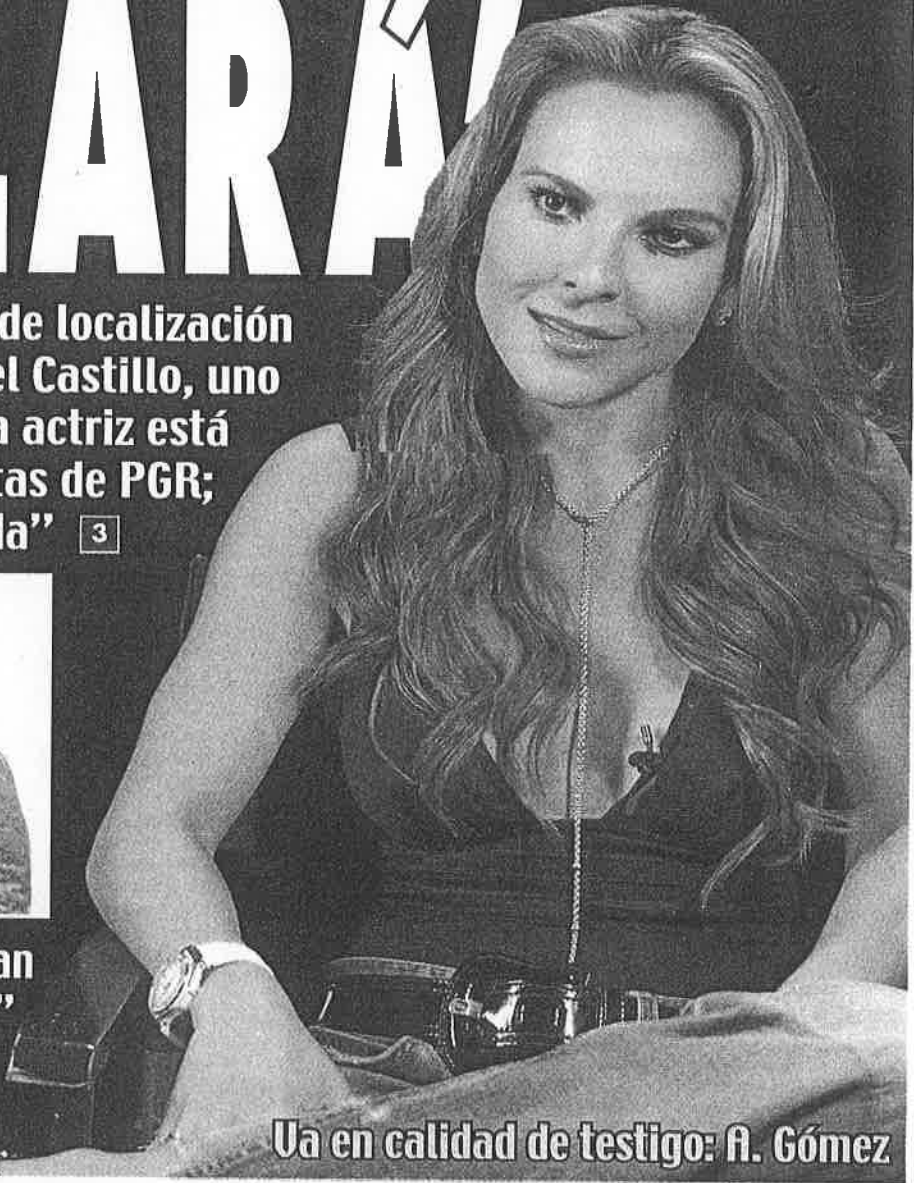 LARÁ
de localización
el Castillo, uno
a actriz está
tas de PGR;
da” 3
an
”
Va en calidad de testigo: A. Gómez